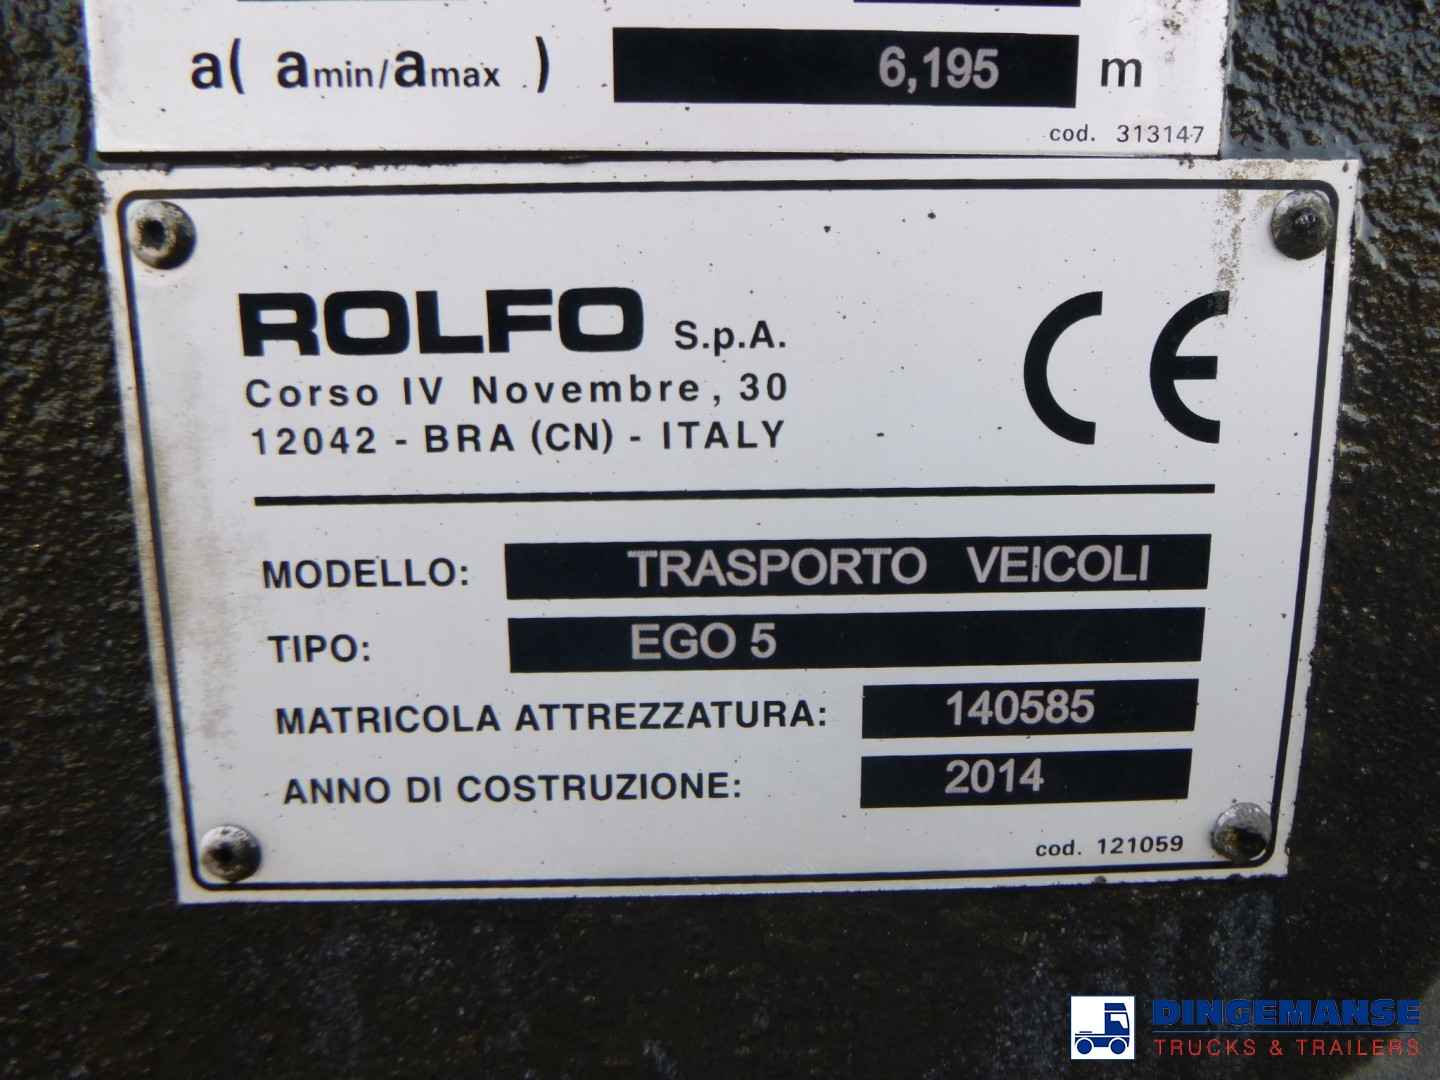 a( amin/amax ) 6,195 m
cod. 313147
ROLFO S.p.A.
CE
Corso IV Novembre, 30
12042 - BRA (CN) - ITALY
MODELLO: TRASPORTO VEICOLI
TIPO: EGO 5
MATRICOLA ATTREZZATURA: 140585
ANNO DI COSTRUZIONE: 2014
cod. 121059
DINGEMANSE
TRUCKS & TRAILERS